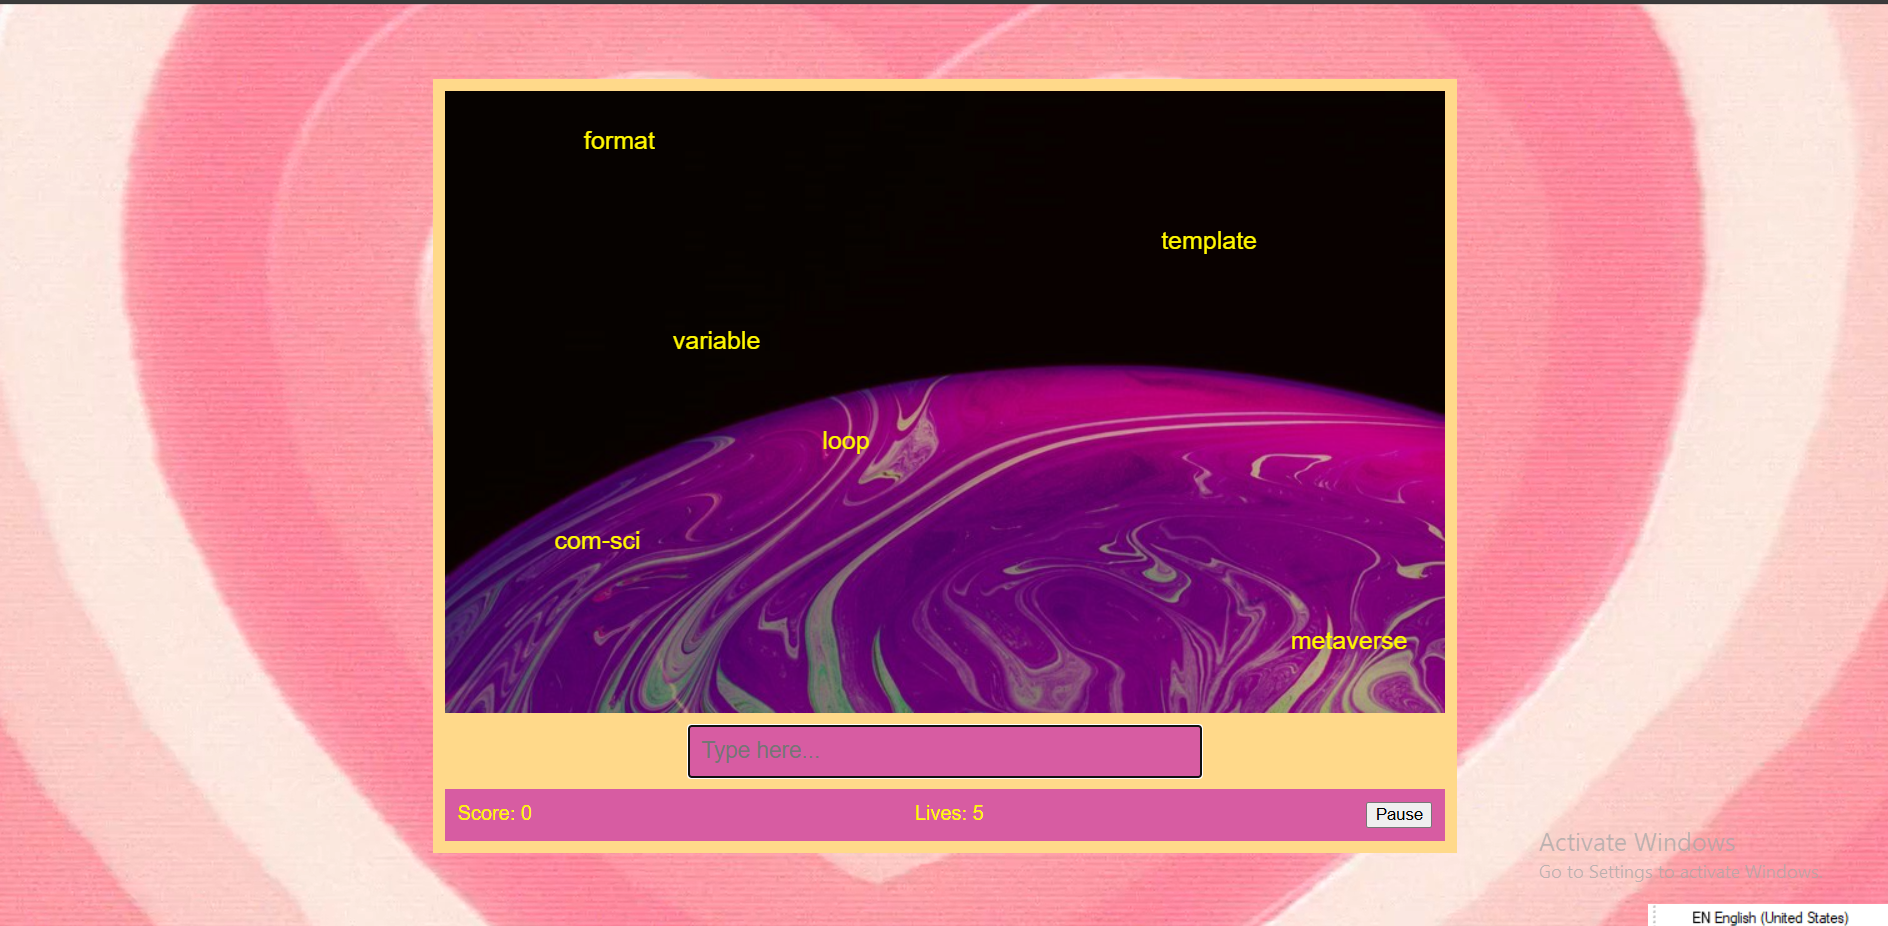 format
template
variable
loop
com-sci
metaverse
Type here...
Score: 0
Lives: 5
Pause
Activate Windows
Go to Settings to activate Windows.
EN English (United States)